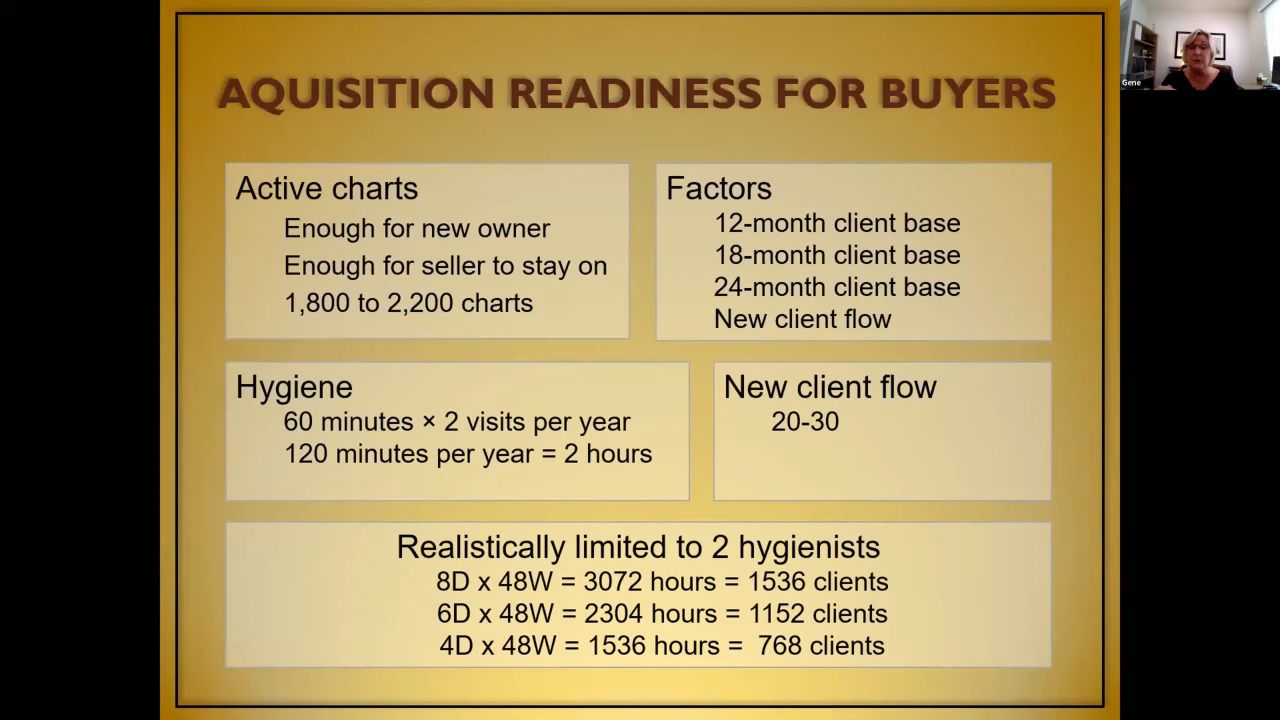 AQUISITION READINESS FOR BUYERS
Active charts
Enough for new owner
Enough for seller to stay on
1,800 to 2,200 charts
Factors
12-month client base
18-month client base
24-month client base
New client flow
Hygiene
60 minutes × 2 visits per year
120 minutes per year = 2 hours
New client flow
20-30
Realistically limited to 2 hygienists
8D x 48W = 3072 hours = 1536 clients
6D x 48W = 2304 hours = 1152 clients
4D x 48W = 1536 hours =  768 clients
Gene